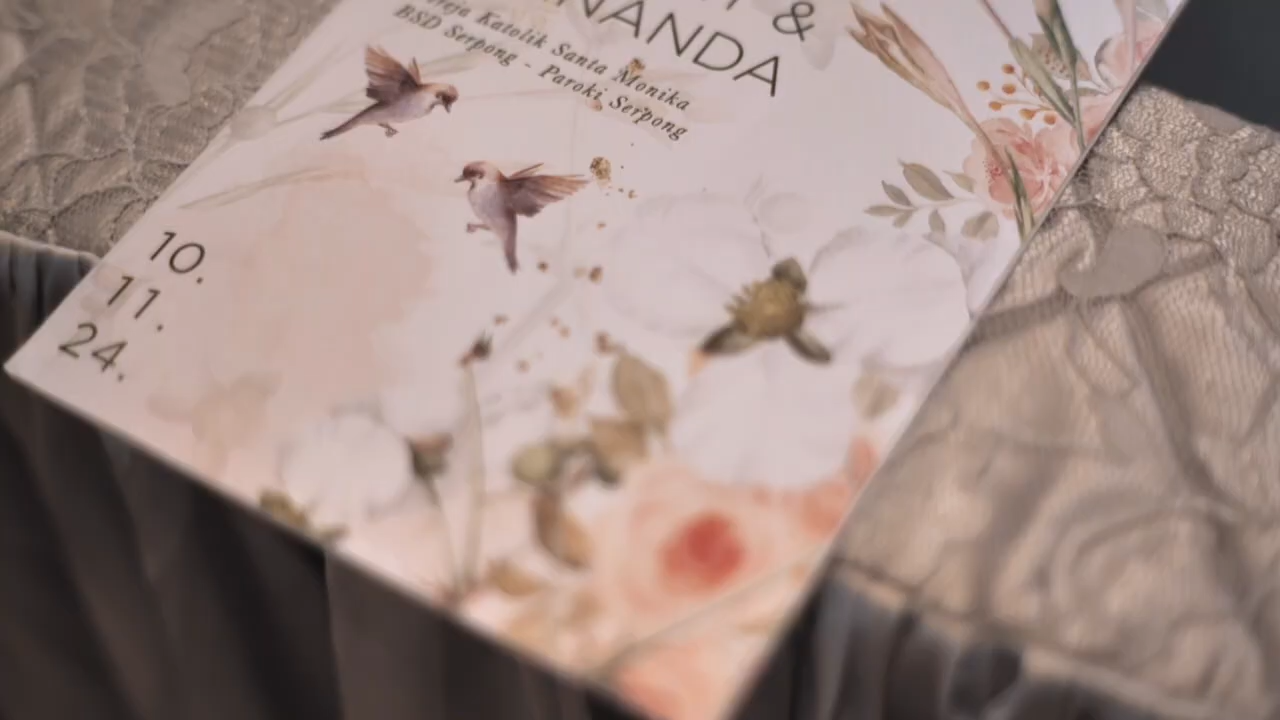 &
NANDA
Katolik Santa Monika
BSD Serpong - Paroki Serpong
10.
11.
24.